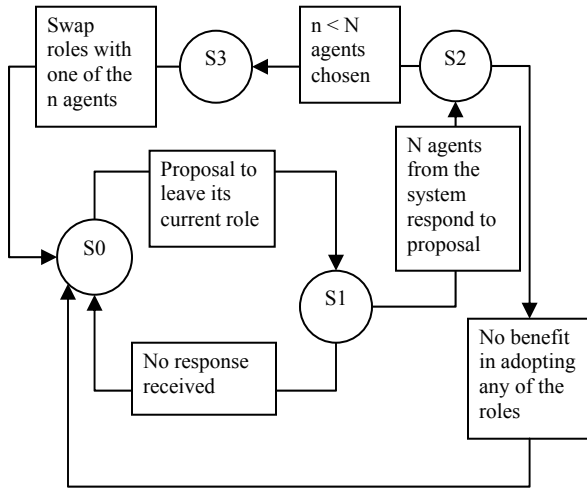 Swap
roles with
one of the
n agents
S3
n < N
agents
chosen
S2
N agents
from the
system
respond to
proposal
Proposal to
leave its
current role
S0
S1
No response
received
No benefit
in adopting
any of the
roles